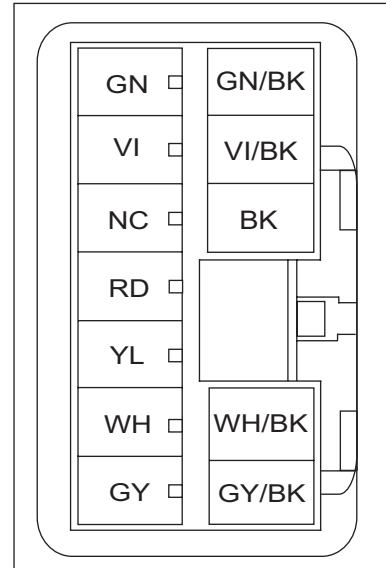 GN GN/BK
VI VI/BK
NC BK
RD
YL
WH WH/BK
GY GY/BK